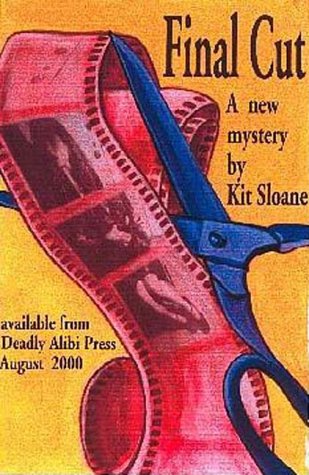 Final Cut
A new
mystery
by
Kit Sloane
available from
Deadly Alibi Press
August 2000